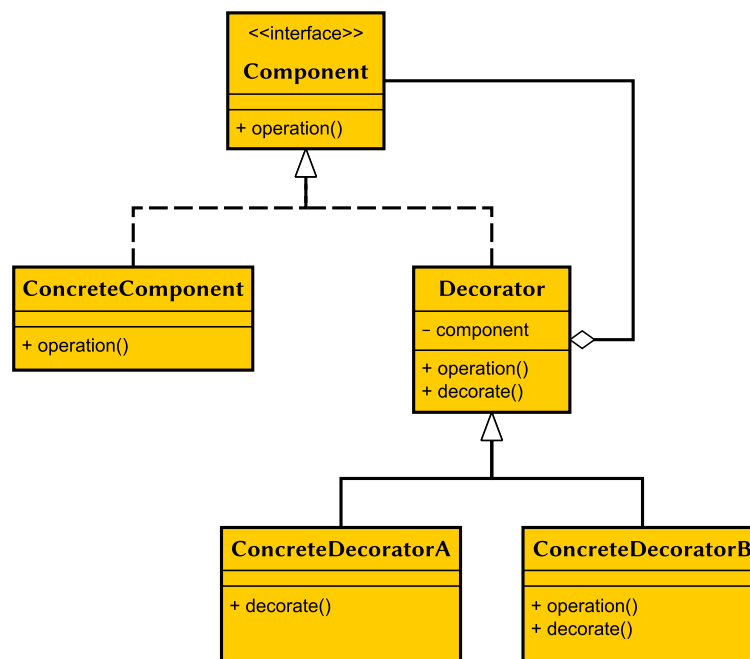 <<interface>>
Component
+ operation()
ConcreteComponent
+ operation()
Decorator
– component
+ operation()
+ decorate()
ConcreteDecoratorA
+ decorate()
ConcreteDecoratorB
+ operation()
+ decorate()